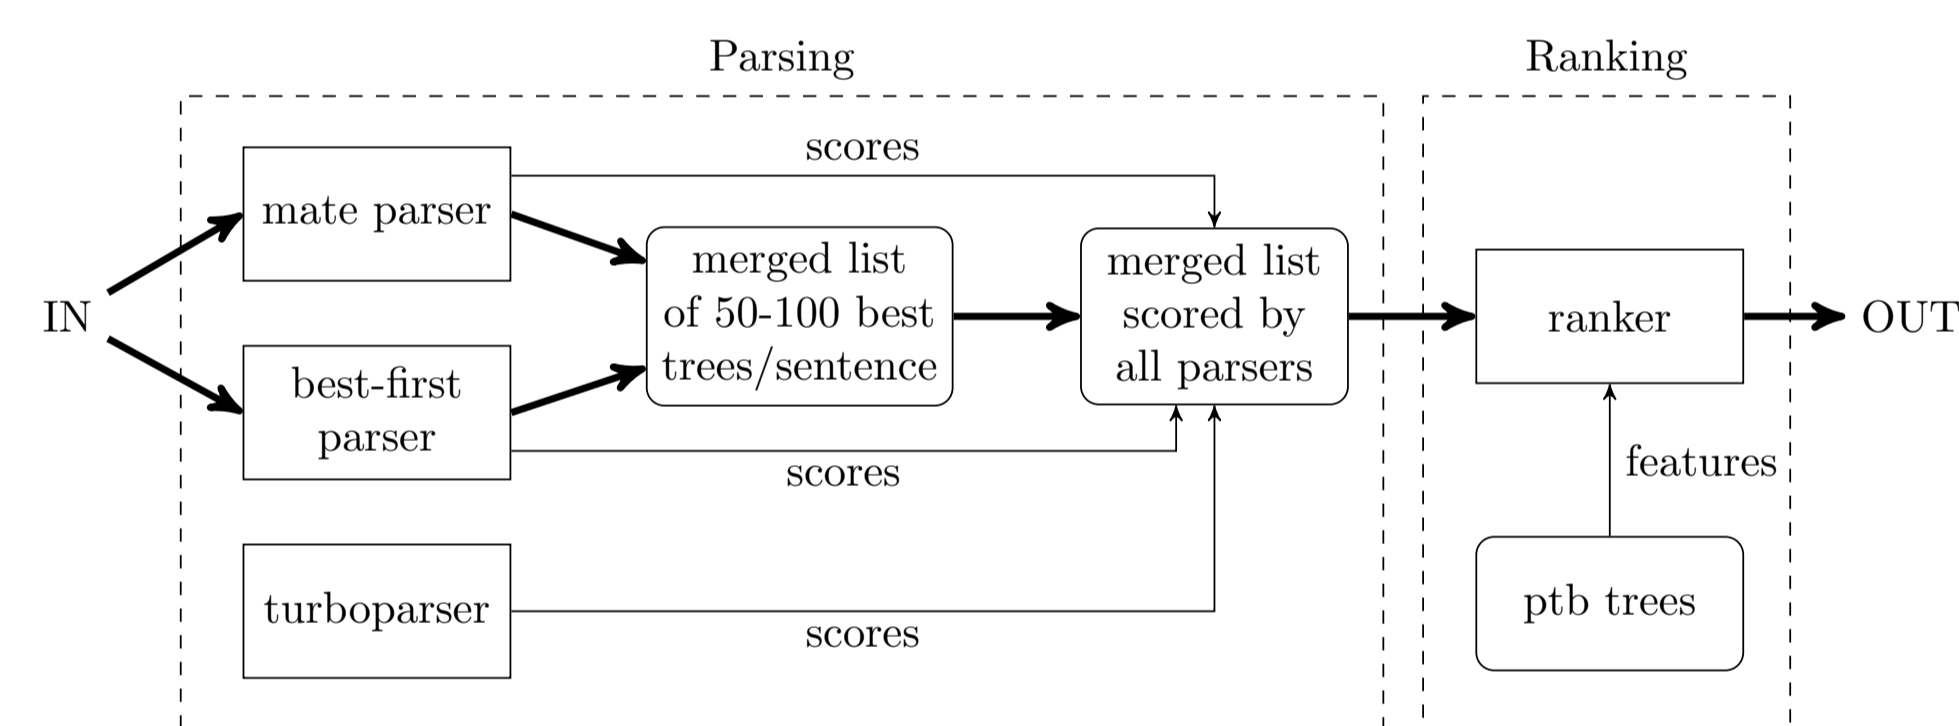 Parsing
Ranking
scores
mate parser
merged list
of 50-100 best
trees/sentence
merged list
scored by
all parsers
IN
ranker
OUT
best-first
parser
scores
features
turboparser
scores
ptb trees